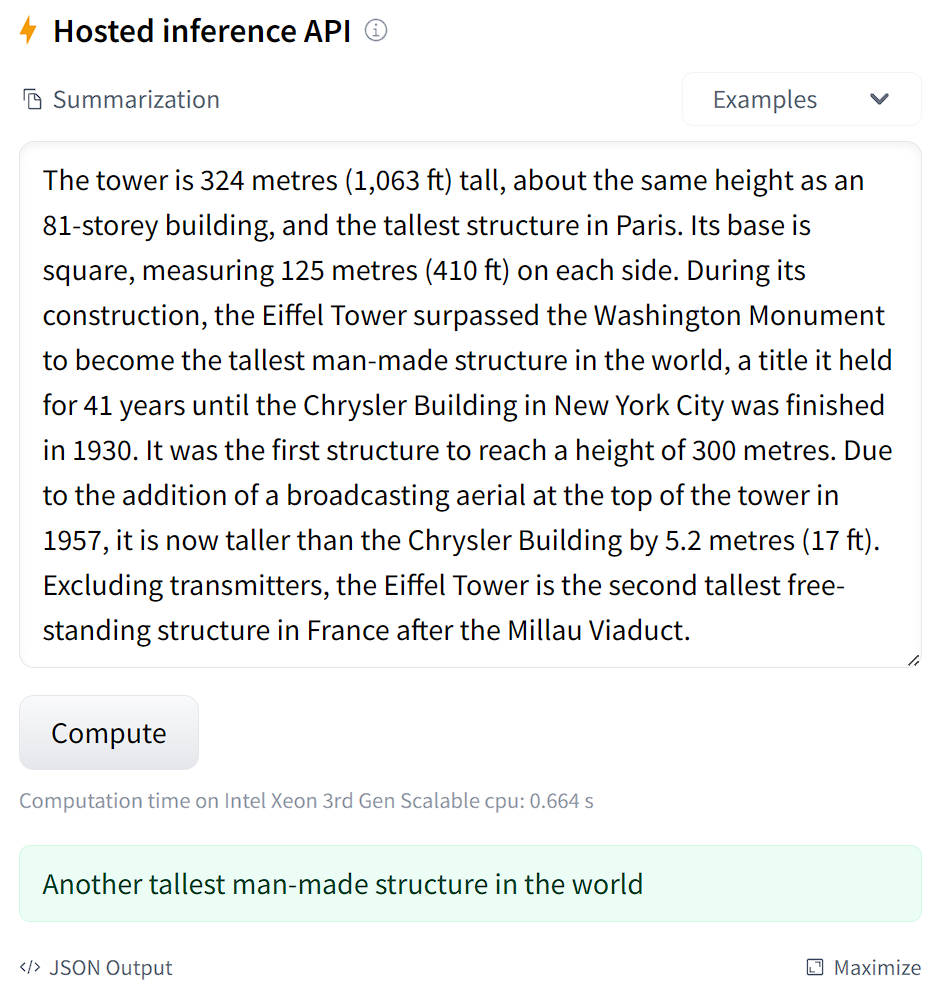 Hosted inference API
Summarization
Examples
The tower is 324 metres (1,063 ft) tall, about the same height as an
81-storey building, and the tallest structure in Paris. Its base is
square, measuring 125 metres (410 ft) on each side. During its
construction, the Eiffel Tower surpassed the Washington Monument
to become the tallest man-made structure in the world, a title it held
for 41 years until the Chrysler Building in New York City was finished
in 1930. It was the first structure to reach a height of 300 metres. Due
to the addition of a broadcasting aerial at the top of the tower in
1957, it is now taller than the Chrysler Building by 5.2 metres (17 ft).
Excluding transmitters, the Eiffel Tower is the second tallest free-
standing structure in France after the Millau Viaduct.
Compute
Computation time on Intel Xeon 3rd Gen Scalable cpu: 0.664 s
Another tallest man-made structure in the world
</> JSON Output
Maximize